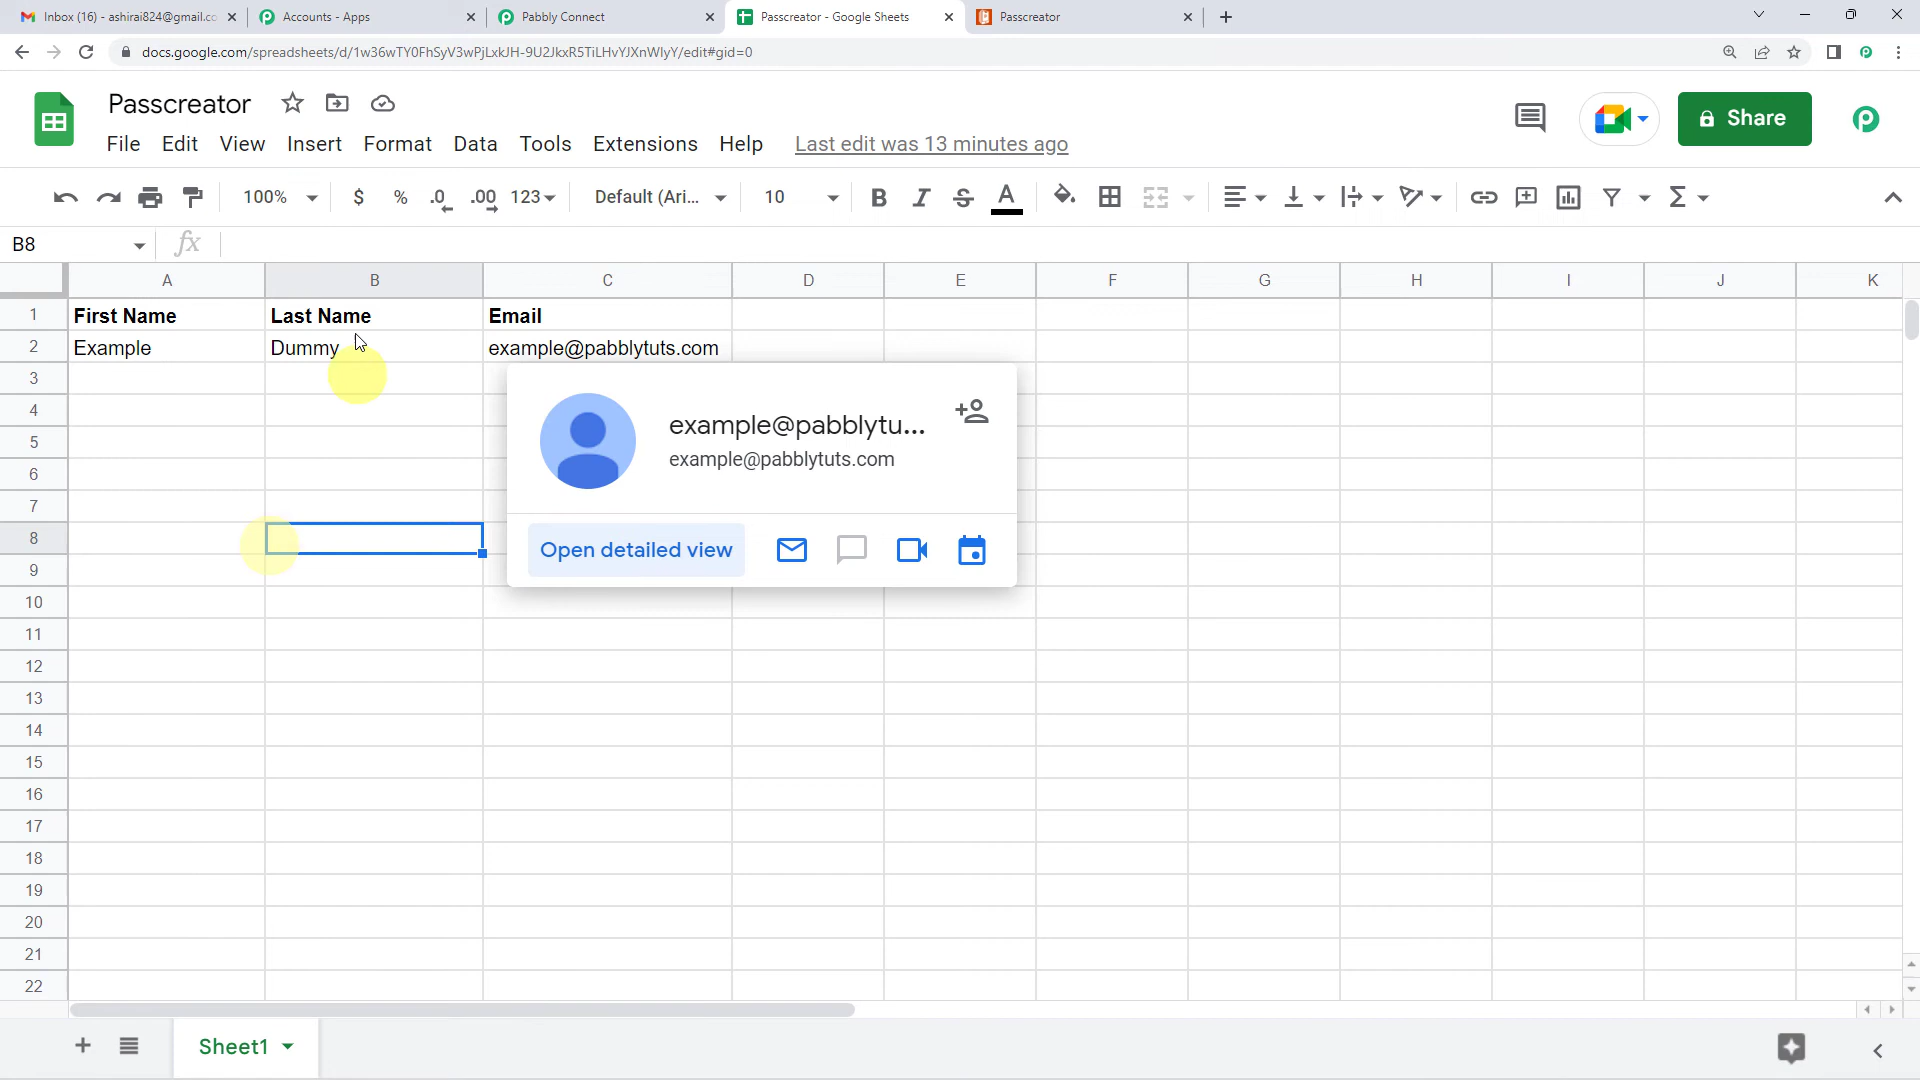 Inbox (16) - ashirai824@gmail.co
Accounts - Apps
Pabbly Connect
Passcreator - Google Sheets
Passcreator
docs.google.com/spreadsheets/d/1w36wTY0FhSyV3wPjLxkJH-9U2JkxR5TiLHvYJXnWlyY/edit#gid=0
Passcreator
Share
File Edit View Insert Format Data Tools Extensions Help Last edit was 13 minutes ago
100% $ % .0 .00 123 Default (Ari... 10 B I S A
B8 fx
A B C D E F G H I J K
1 First Name Last Name Email
2 Example Dummy example@pabblytuts.com
3
4
5
6
7
8
9
10
11
12
13
14
15
16
17
18
19
20
21
22
example@pabblytu...
example@pabblytuts.com
Open detailed view
Sheet1